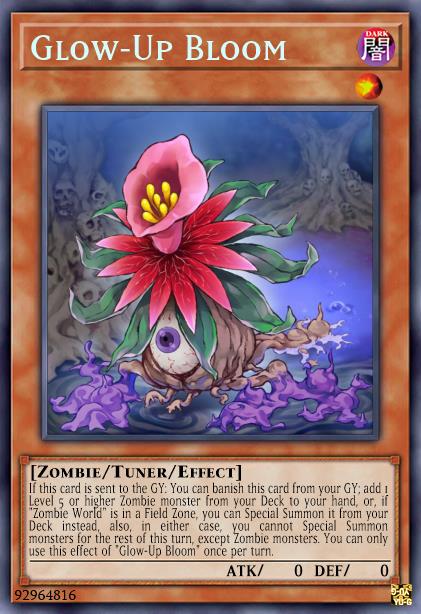 GLOW-UP BLOOM
DARK
闇
[ZOMBIE/TUNER/EFFECT]
If this card is sent to the GY: You can banish this card from your GY; add 1
Level 5 or higher Zombie monster from your Deck to your hand, or, if
"Zombie World" is in a Field Zone, you can Special Summon it from your
Deck instead, also, in either case, you cannot Special Summon
monsters for the rest of this turn, except Zombie monsters. You can only
use this effect of "Glow-Up Bloom" once per turn.
ATK/ 0 DEF/ 0
92964816